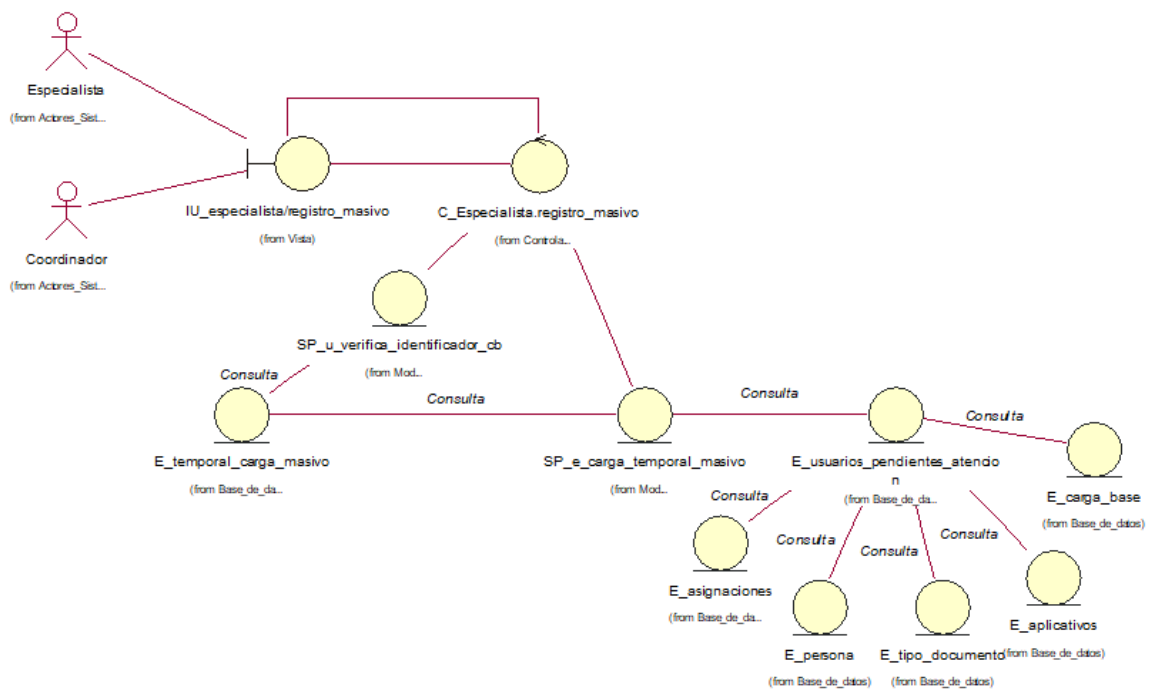 Especialista
(from Actores_Sist...
Coordinador
(from Actores_Sist...
IU_especialista/registro_masivo
(from Vista)
C_Especialista.registro_masivo
(from Controla...
SP_u_verifica_identificador_cb
(from Mod...
Consulta
E_temporal_carga_masivo
(from Base_de_da...
Consulta
SP_e_carga_temporal_masivo
(from Mod...
Consulta
E_usuarios_pendientes_atencio
n
(from Base_de_da...
Consulta
E_carga_base
(from Base_de_datos)
Consulta
E_asignaciones
(from Base_de_da...
Consulta
E_persona
(from Base_de_datos)
Consulta
E_tipo_documento
(from Base_de_datos)
Consulta
E_aplicativos
(from Base_de_datos)